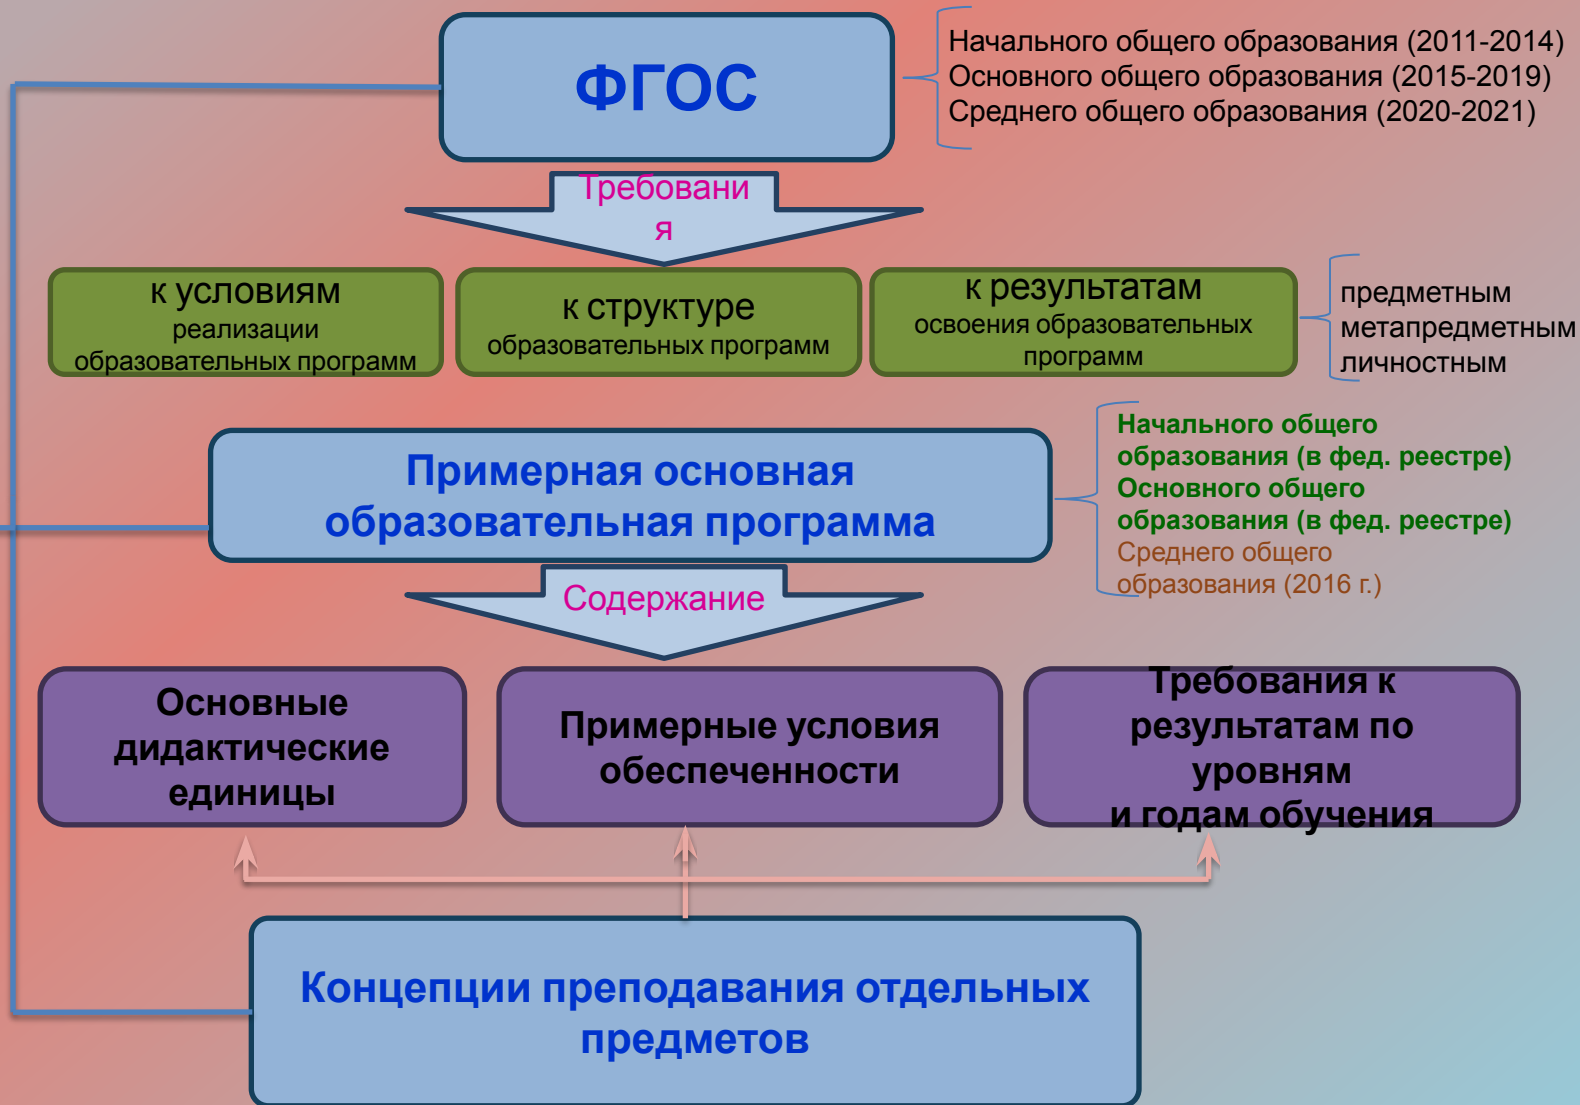 ФГОС
Начального общего образования (2011-2014)
Основного общего образования (2015-2019)
Среднего общего образования (2020-2021)
Требовани
я
к условиям
реализации
образовательных программ
к структуре
образовательных программ
к результатам
освоения образовательных
программ
предметным
метапредметным
личностным
Примерная основная
образовательная программа
Начального общего
образования (в фед. реестре)
Основного общего
образования (в фед. реестре)
Среднего общего
образования (2016 г.)
Содержание
Основные
дидактические
единицы
Примерные условия
обеспеченности
Требования к
результатам по
уровням
и годам обучения
Концепции преподавания отдельных
предметов